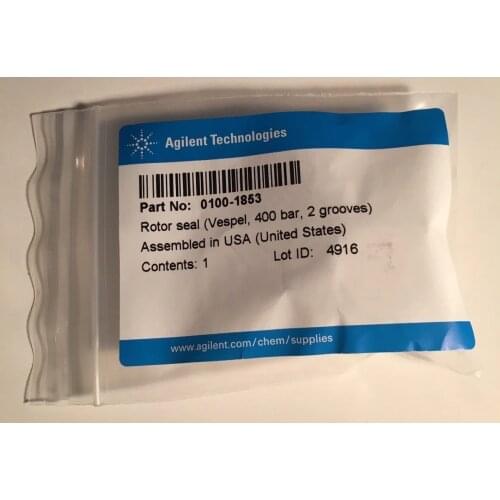 Agilent Technologies
Part No: 0100-1853
Rotor seal (Vespel, 400 bar, 2 grooves)
Assembled in USA (United States)
Contents: 1 Lot ID: 4916
www.agilent.com/chem/supplies